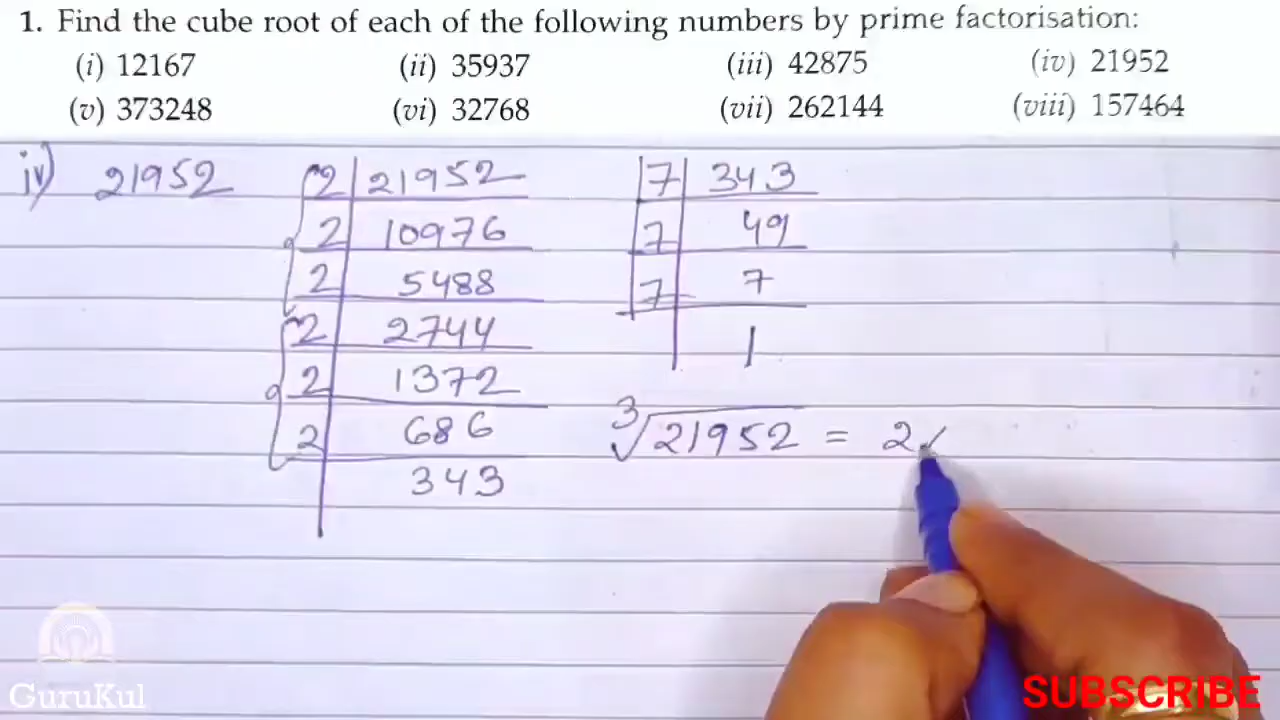 1. Find the cube root of each of the following numbers by prime factorisation:
(i) 12167 (ii) 35937 (iii) 42875 (iv) 21952
(v) 373248 (vi) 32768 (vii) 262144 (viii) 157464
iv) 21952
2 | 21952
2 | 10976
2 | 5488
2 | 2744
2 | 1372
2 | 686
343
7 | 343
7 | 49
7 | 7
1
∛21952 = 2
GuruKul
SUBSCRIBE